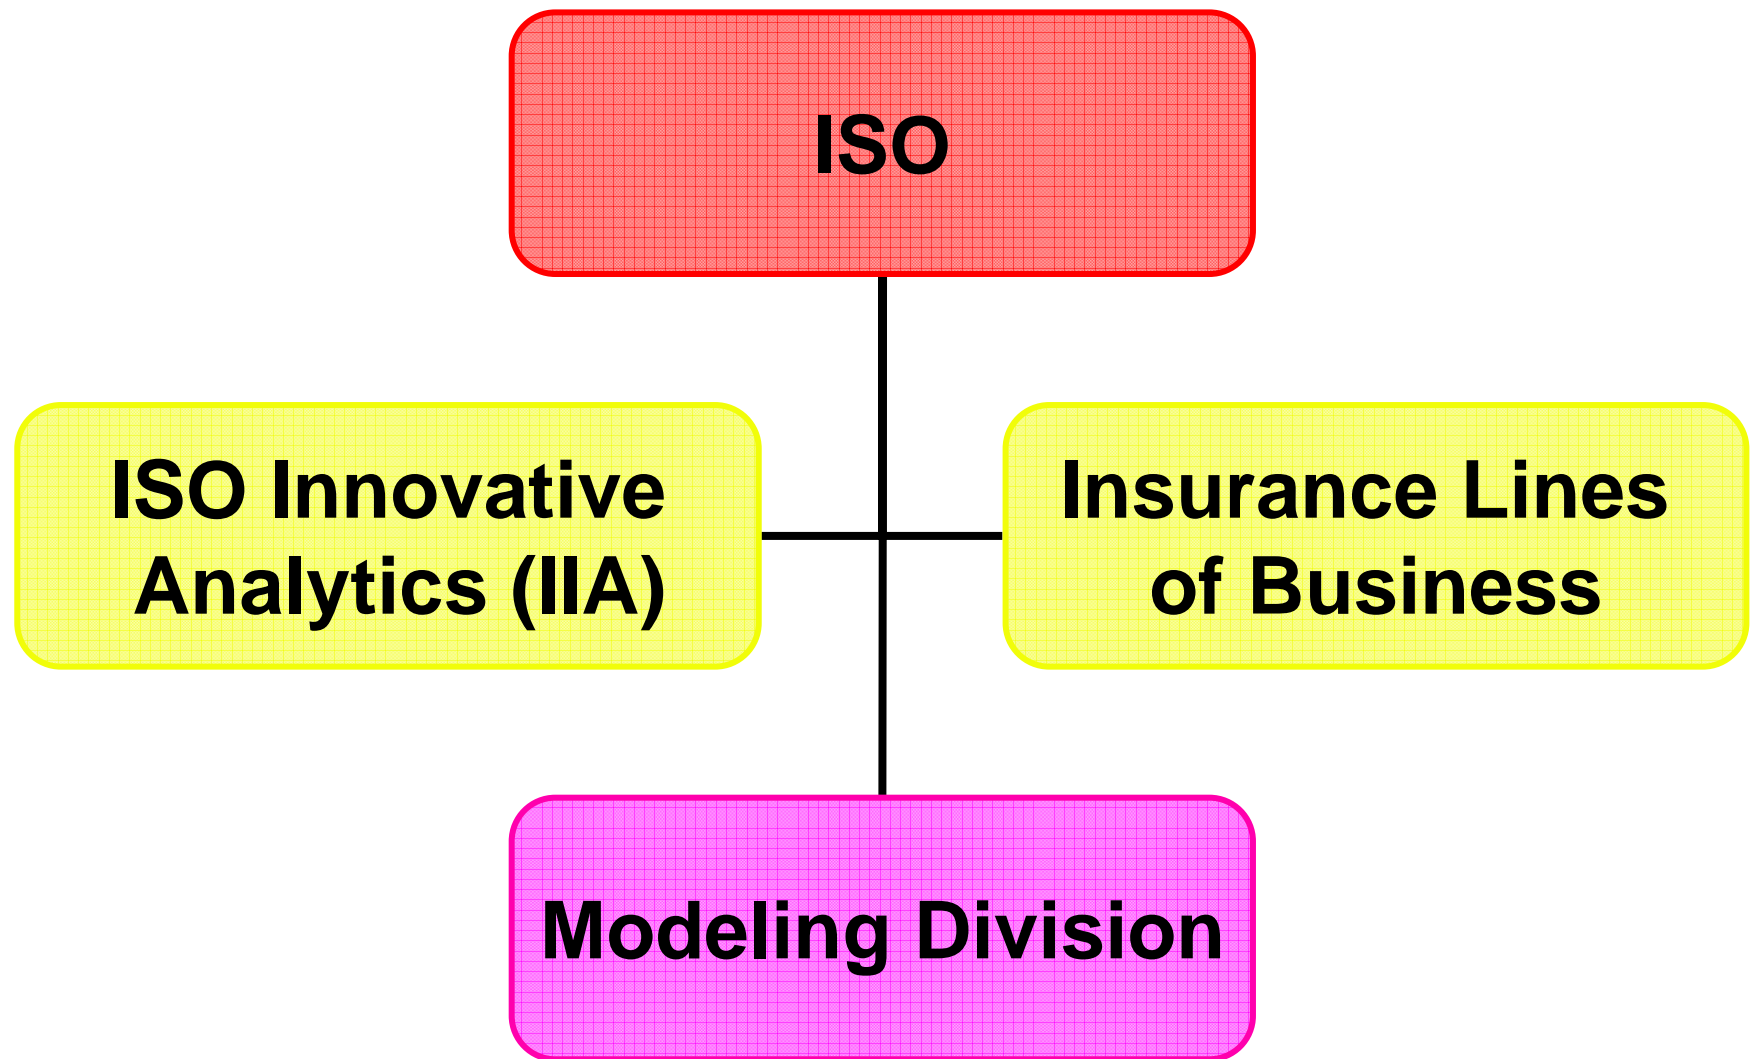 ISO
ISO Innovative
Analytics (IIA)
Insurance Lines
of Business
Modeling Division